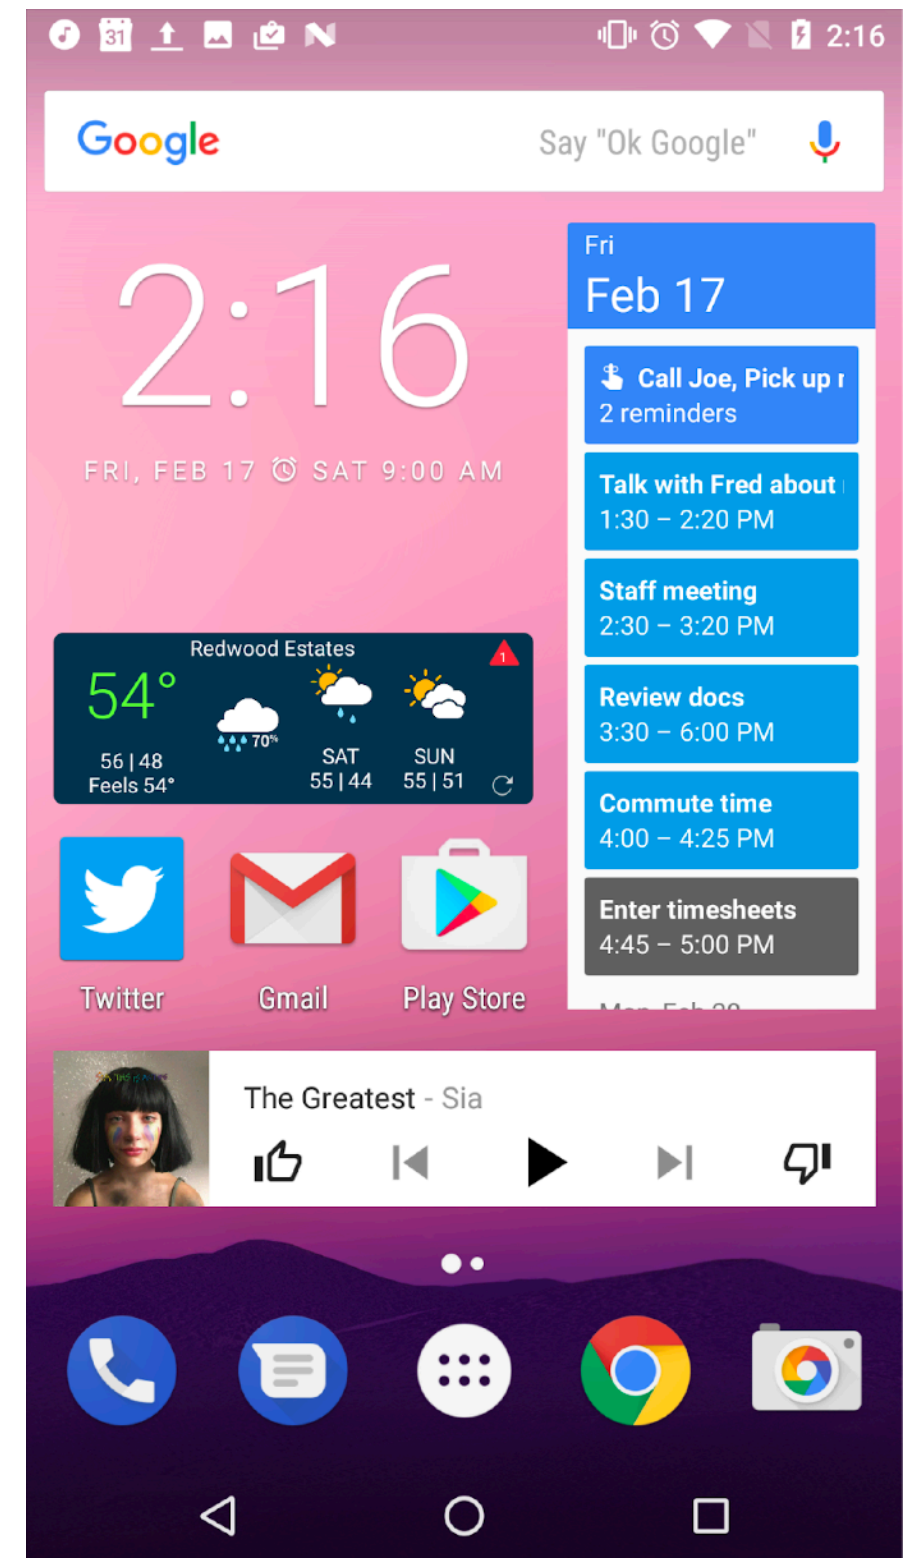 31
2:16
Google
Say "Ok Google"
2:16
FRI, FEB 17 SAT 9:00 AM
Fri
Feb 17
Call Joe, Pick up
2 reminders
Talk with Fred about
1:30 – 2:20 PM
Staff meeting
2:30 – 3:20 PM
Review docs
3:30 – 6:00 PM
Commute time
4:00 – 4:25 PM
Enter timesheets
4:45 – 5:00 PM
Redwood Estates
1
54°
70%
56 | 48
Feels 54°
SAT
55 | 44
SUN
55 | 51
Twitter
Gmail
Play Store
The Greatest - Sia